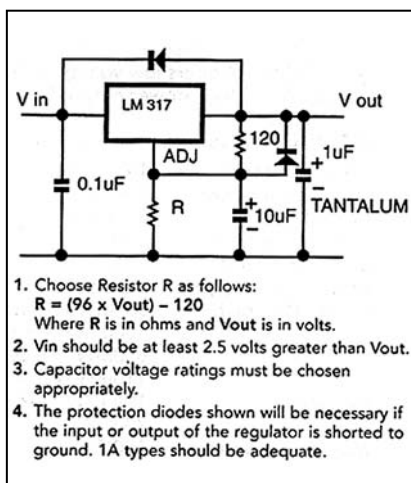 V in
LM 317
V out
ADJ
120
1uF
0.1uF
R
10uF
TANTALUM
1. Choose Resistor R as follows:
R = (96 x Vout) – 120
Where R is in ohms and Vout is in volts.
2. Vin should be at least 2.5 volts greater than Vout.
3. Capacitor voltage ratings must be chosen
appropriately.
4. The protection diodes shown will be necessary if
the input or output of the regulator is shorted to
ground. 1A types should be adequate.